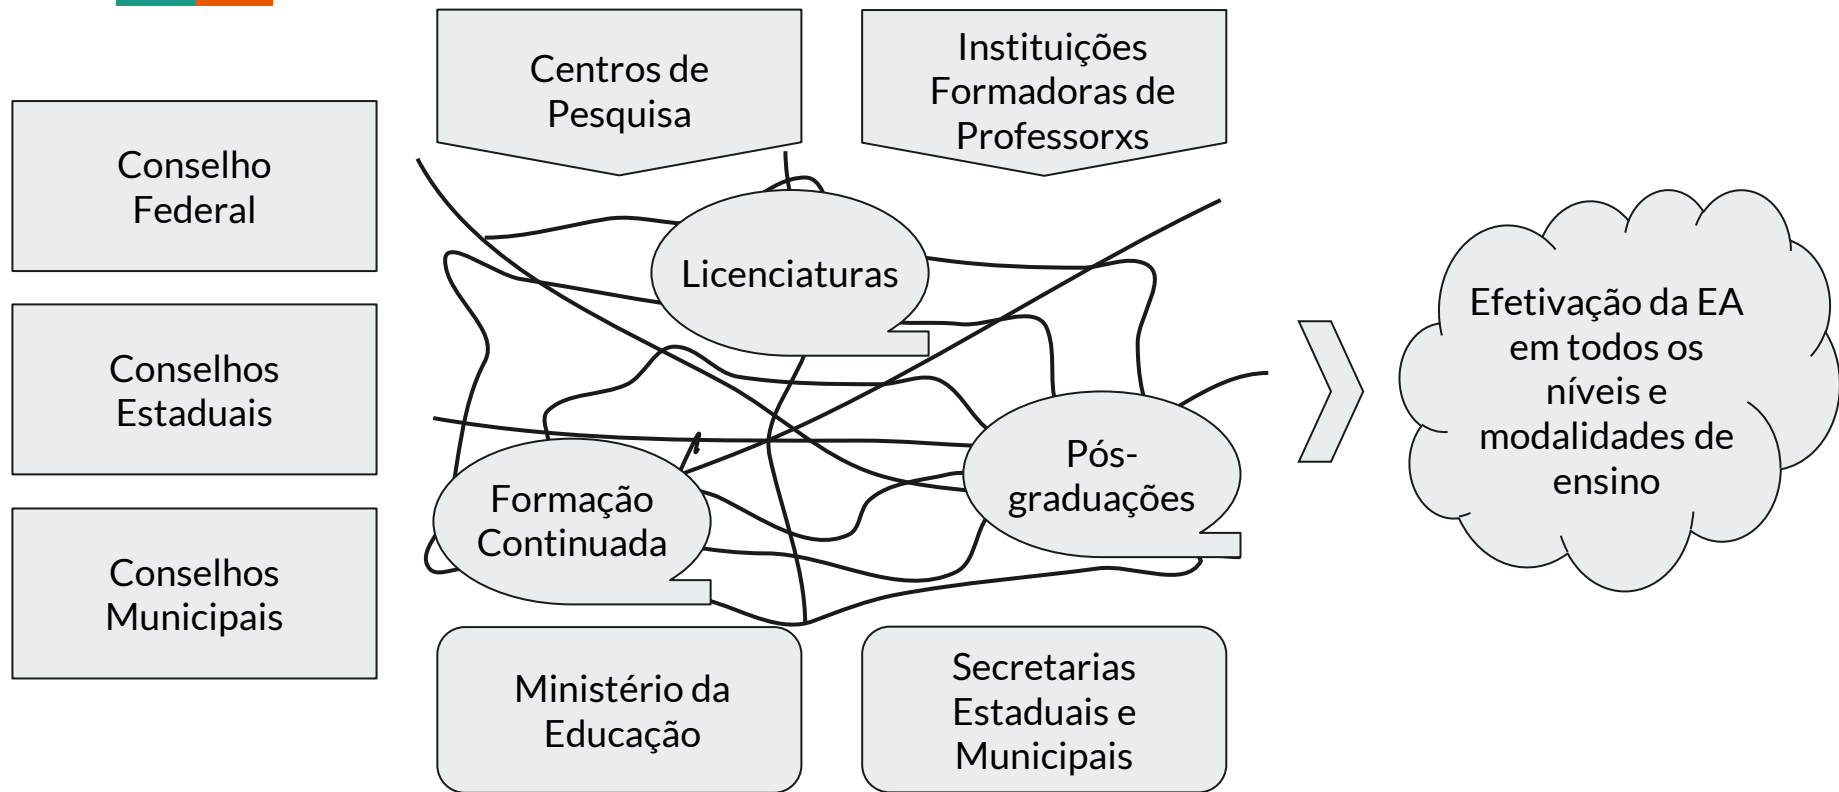 Conselho
Federal
Conselhos
Estaduais
Conselhos
Municipais
Centros de
Pesquisa
Instituições
Formadoras de
Professorxs
Licenciaturas
Formação
Continuada
Pós-
graduações
Ministério da
Educação
Secretarias
Estaduais e
Municipais
Efetivação da EA
em todos os
níveis e
modalidades de
ensino